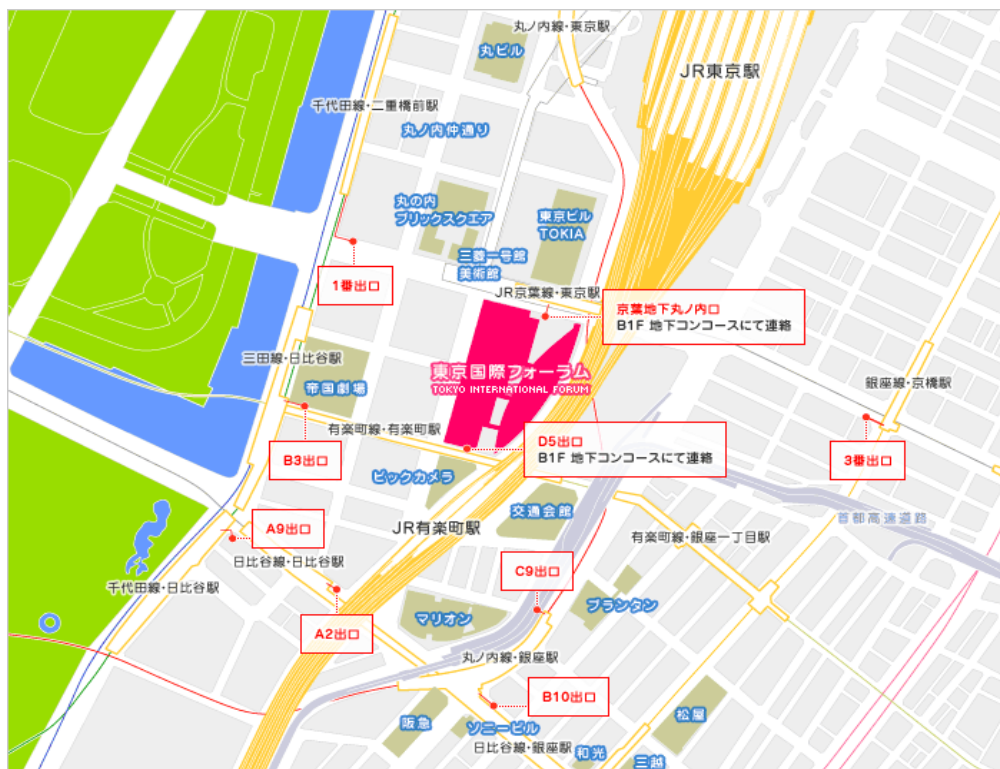 丸ノ内線・東京駅
丸ビル
JR東京駅
千代田線・二重橋前駅
丸ノ内仲通り
丸の内
ブリックスクエア
東京ビル
TOKIA
三菱一号館
美術館
1番出口
JR京葉線・東京駅
京葉地下丸ノ内口
B1F 地下コンコースにて連絡
三田線・日比谷駅
帝国劇場
東京国際フォーラム
TOKYO INTERNATIONAL FORUM
銀座線・京橋駅
有楽町線・有楽町駅
B3出口
D5出口
B1F 地下コンコースにて連絡
3番出口
ビックカメラ
交通会館
JR有楽町駅
首都高速道路
A9出口
有楽町線・銀座一丁目駅
日比谷線・日比谷駅
千代田線・日比谷駅
C9出口
プランタン
マリオン
A2出口
丸ノ内線・銀座駅
B10出口
阪急
ソニービル
松屋
日比谷線・銀座駅
和光
三越